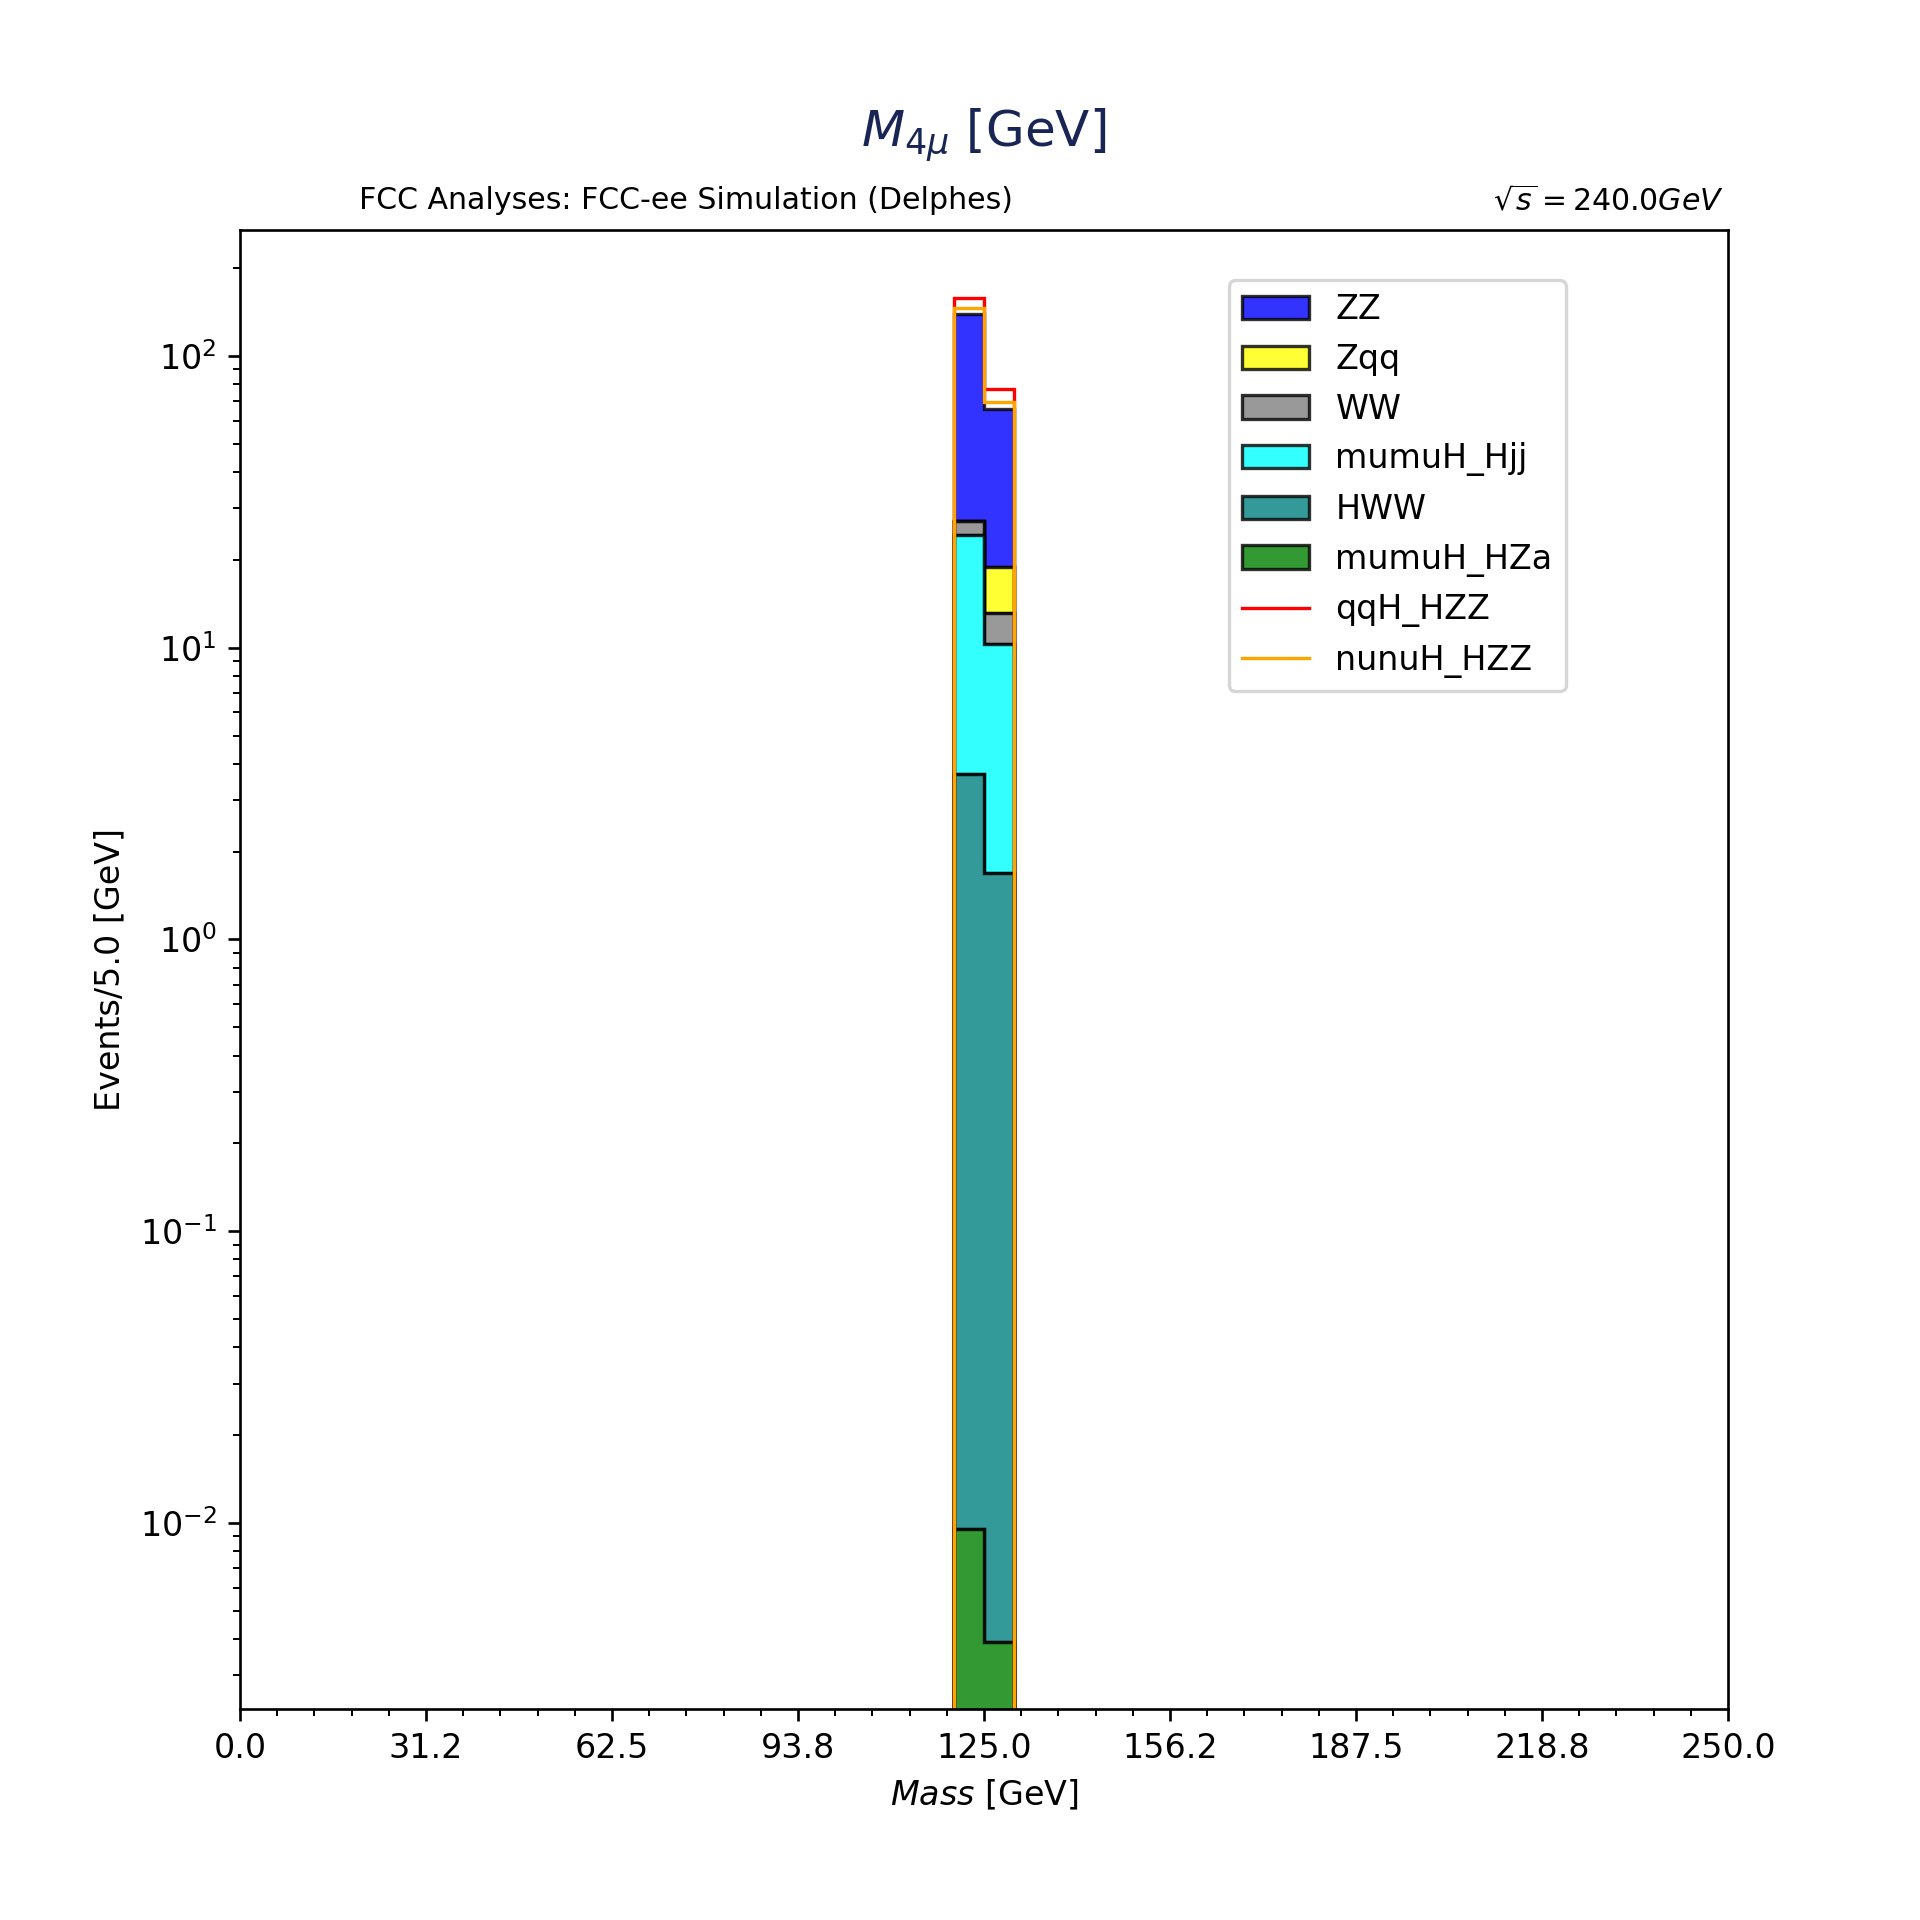 M4μ [GeV]
FCC Analyses: FCC-ee Simulation (Delphes)
√s = 240.0GeV
ZZ
Zqq
WW
mumuH_Hjj
HWW
mumuH_HZa
qqH_HZZ
nunuH_HZZ
Events/5.0 [GeV]
10²
10¹
10⁰
10⁻¹
10⁻²
0.0 31.2 62.5 93.8 125.0 156.2 187.5 218.8 250.0
Mass [GeV]